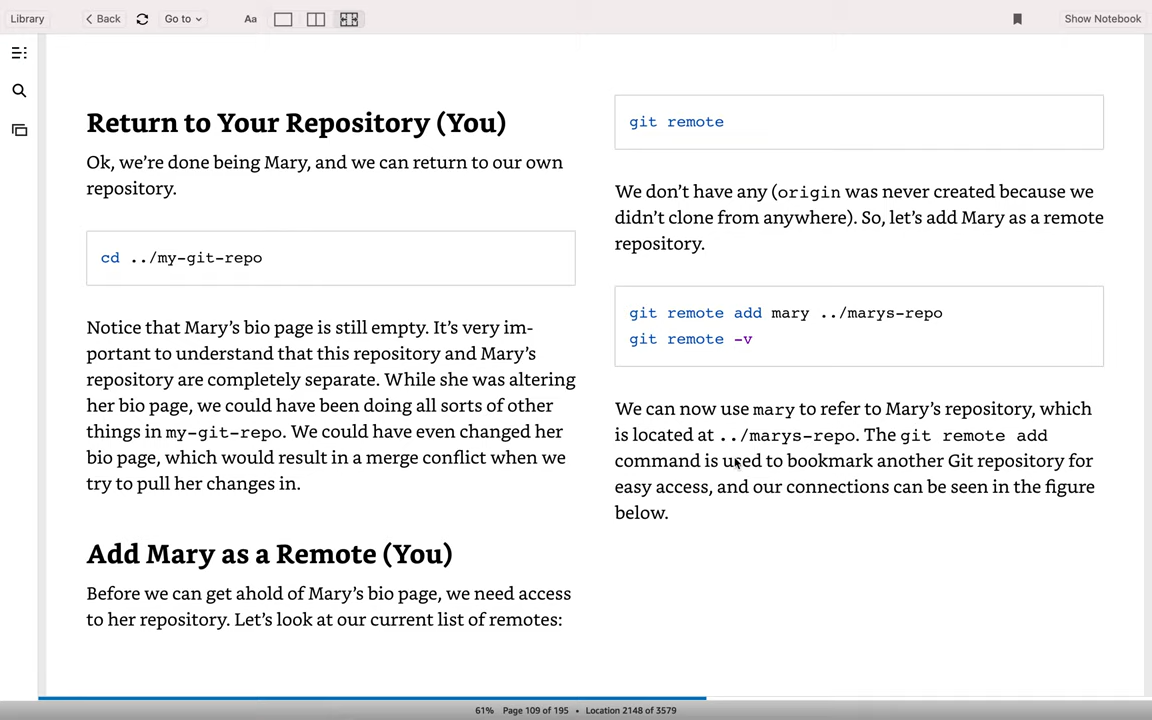 Library
Back
Go to
Aa
Show Notebook
Return to Your Repository (You)
Ok, we’re done being Mary, and we can return to our own
repository.
cd ../my-git-repo
Notice that Mary’s bio page is still empty. It’s very im-
portant to understand that this repository and Mary’s
repository are completely separate. While she was altering
her bio page, we could have been doing all sorts of other
things in my-git-repo. We could have even changed her
bio page, which would result in a merge conflict when we
try to pull her changes in.
Add Mary as a Remote (You)
Before we can get ahold of Mary’s bio page, we need access
to her repository. Let’s look at our current list of remotes:
git remote
We don’t have any (origin was never created because we
didn’t clone from anywhere). So, let’s add Mary as a remote
repository.
git remote add mary ../marys-repo
git remote -v
We can now use mary to refer to Mary’s repository, which
is located at ../marys-repo. The git remote add
command is used to bookmark another Git repository for
easy access, and our connections can be seen in the figure
below.
61% Page 109 of 195 • Location 2148 of 3579